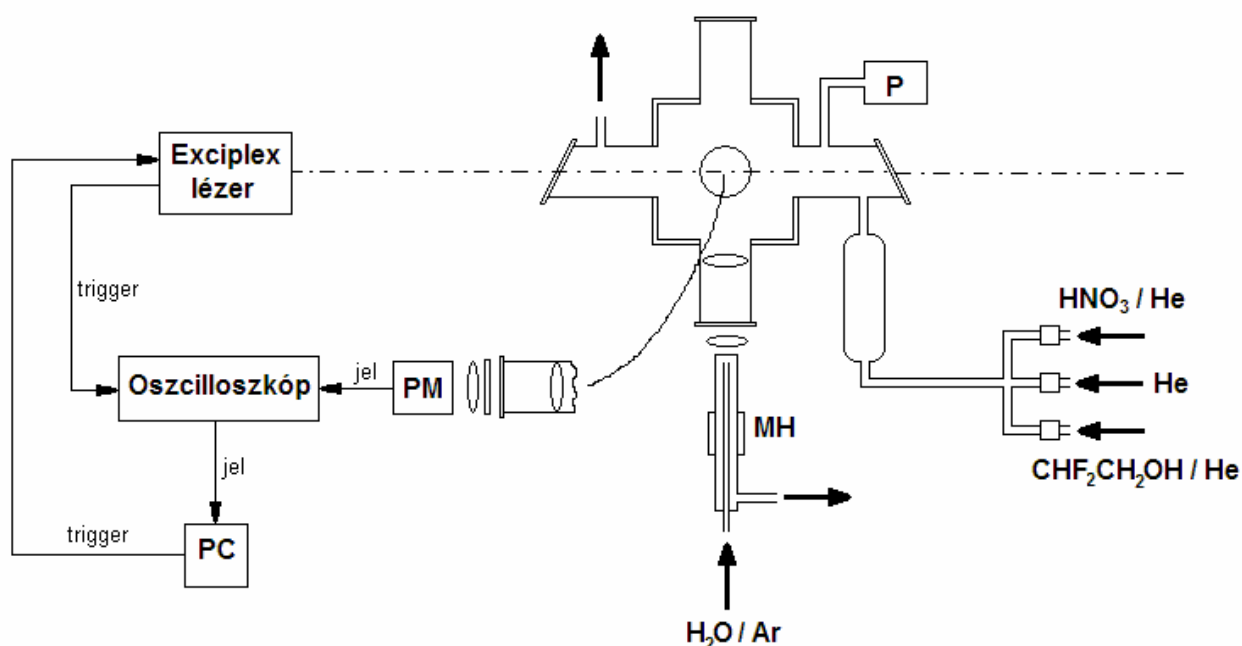 P
Exciplex
lézer
trigger
HNO₃ / He
jel
Oszcilloszkóp
PM
He
MH
CHF₂CH₂OH / He
jel
trigger
PC
H₂O / Ar